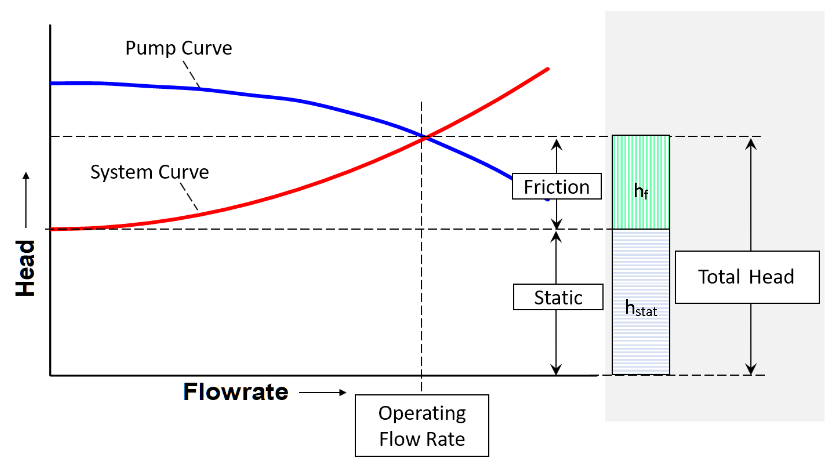 Pump Curve
System Curve
Friction
h_f
Head
Total Head
Static
h_stat
Flowrate
Operating
Flow Rate